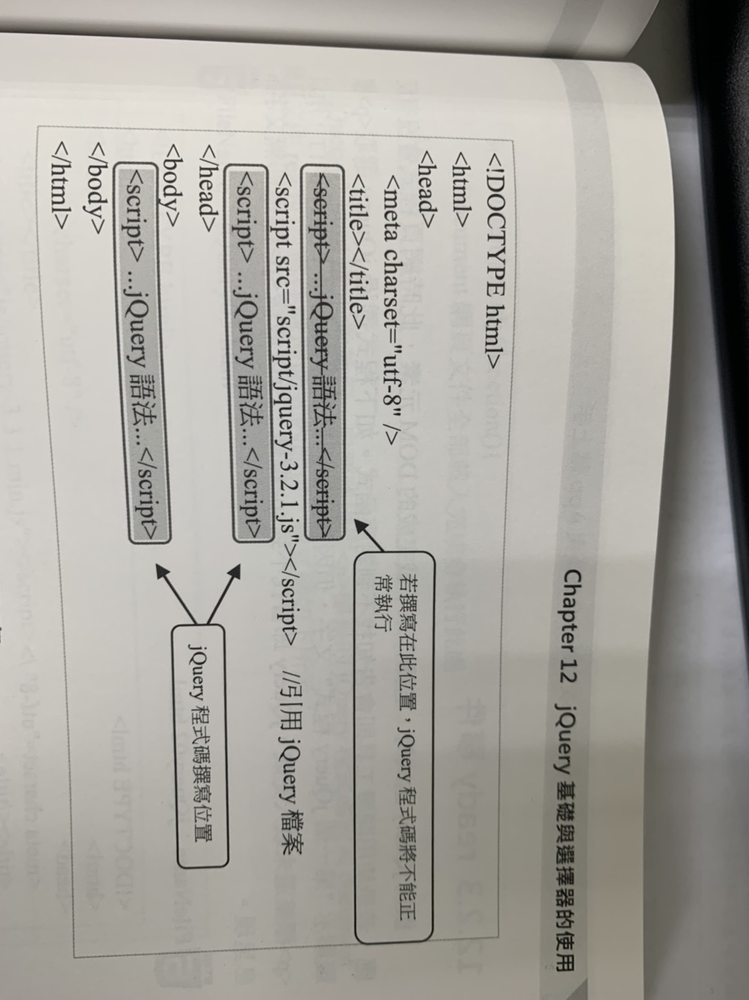 Chapter 12 jQuery 基礎與選擇器的使用
<!DOCTYPE html>
<html>
<head>
<meta charset="utf-8" />
<title></title>
<script> ...jQuery 語法... </script>
若撰寫在此位置，jQuery 程式碼將不能正
常執行
<script src="script/jquery-3.2.1.js"></script> //引用 jQuery 檔案
<script> ...jQuery 語法... </script>
jQuery 程式碼撰寫位置
</head>
<body>
<script> ...jQuery 語法... </script>
</body>
</html>